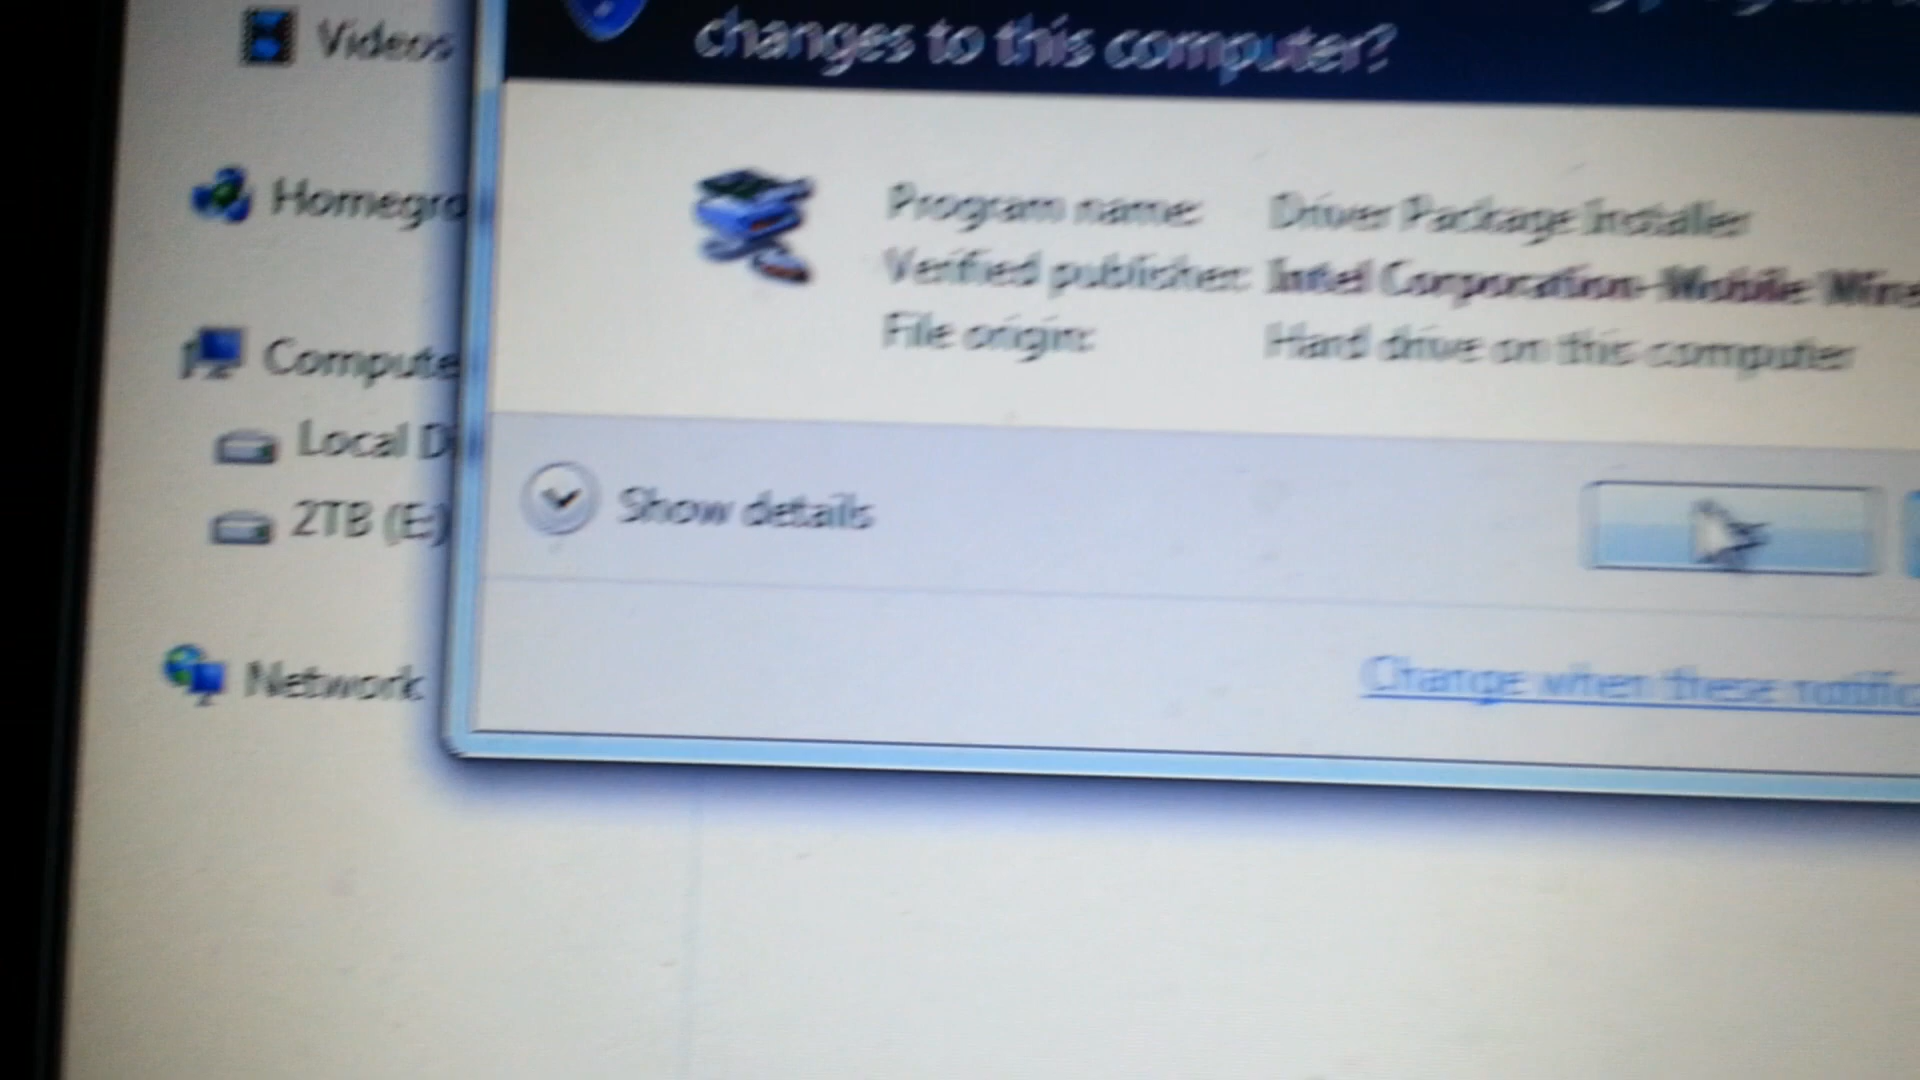 Videos
changes to this computer?
Homegro
Program name: Driver Package Installer
Verified publisher: Intel Corporation-Mobile Wire
File origin: Hard drive on this computer
Compute
Local D
2TB (E:)
Show details
Network
Change when these notific